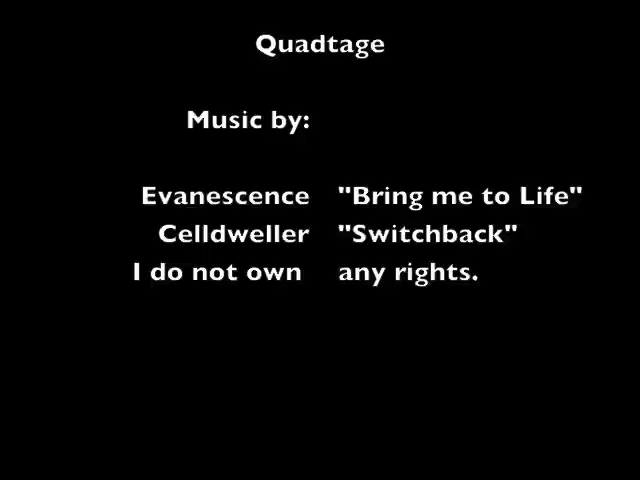 Quadtage
Music by:
Evanescence "Bring me to Life"
Celldweller "Switchback"
I do not own any rights.